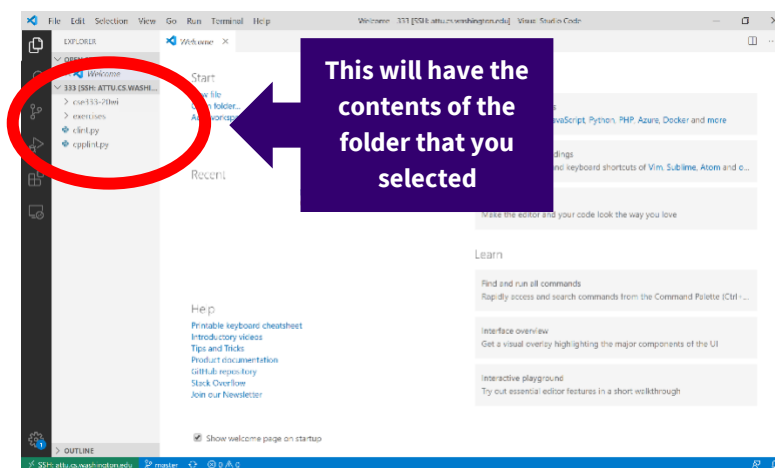 File Edit Selection View Go Run Terminal Help
Welcome - 333 [SSH: attu.cs.washington.edu] - Visual Studio Code
EXPLORER
Welcome ×
OPEN
Welcome
333 [SSH: ATTU.CS.WASHI...
> cse333-20wi
> exercises
clint.py
cpplint.py
Start
file
folder...
Add workspace
Recent
This will have the
contents of the
folder that you
selected
JavaScript, Python, PHP, Azure, Docker and more
and keyboard shortcuts of Vim, Sublime, Atom and o...
Make the editor and your code look the way you love
Learn
Find and run all commands
Rapidly access and search commands from the Command Palette (Ctrl+...
Interface overview
Get a visual overlay highlighting the major components of the UI
Interactive playground
Try out essential editor features in a short walkthrough
Help
Printable keyboard cheatsheet
Introductory videos
Tips and Tricks
Product documentation
GitHub repository
Stack Overflow
Join our Newsletter
Show welcome page on startup
> OUTLINE
SSH: attu.cs.washington.edu master 0 0